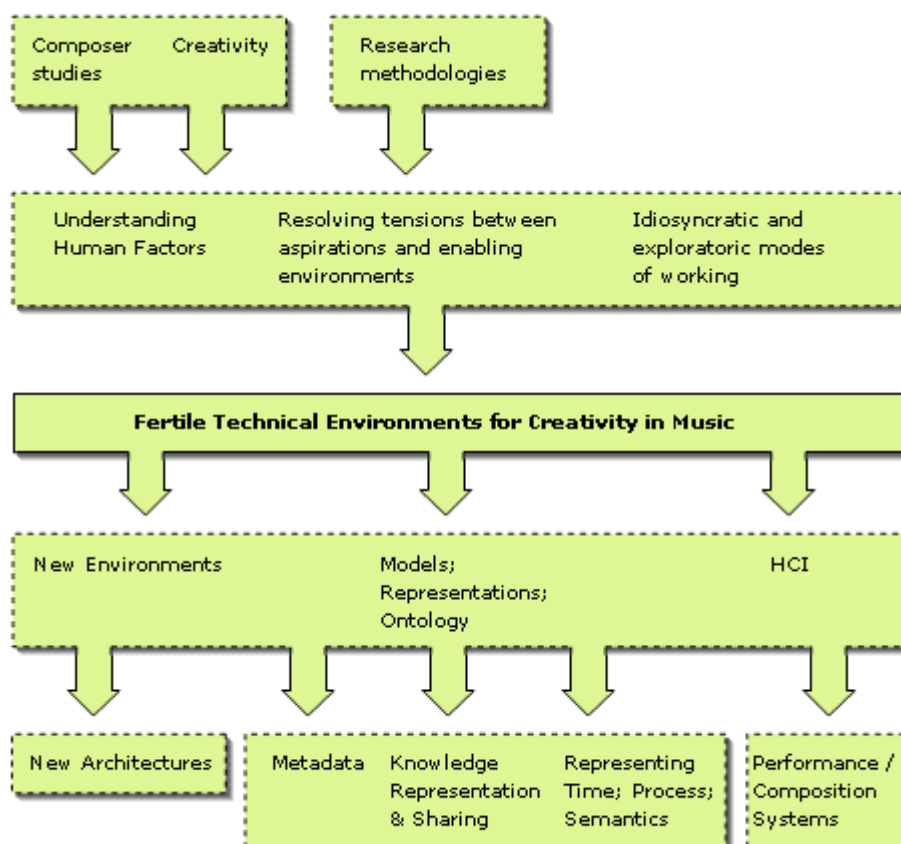 Composer studies
Creativity
Research methodologies
Understanding
Human Factors
Resolving tensions between
aspirations and enabling
environments
Idiosyncratic and
exploratoric modes
of working
Fertile Technical Environments for Creativity in Music
New Environments
Models;
Representations;
Ontology
HCI
New Architectures
Metadata
Knowledge
Representation
& Sharing
Representing
Time; Process;
Semantics
Performance /
Composition
Systems